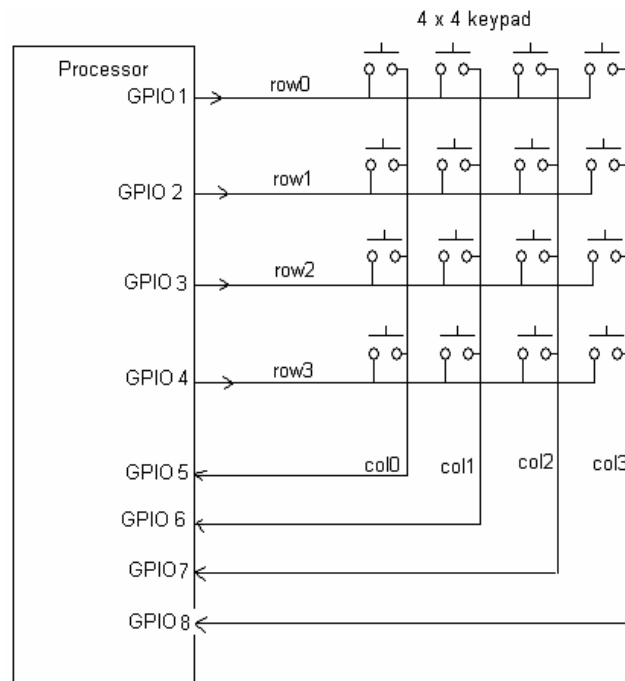 4 x 4 keypad
Processor
GPIO 1
row0
GPIO 2
row1
GPIO 3
row2
GPIO 4
row3
GPIO 5
col0
col1
col2
col3
GPIO 6
GPIO7
GPIO 8